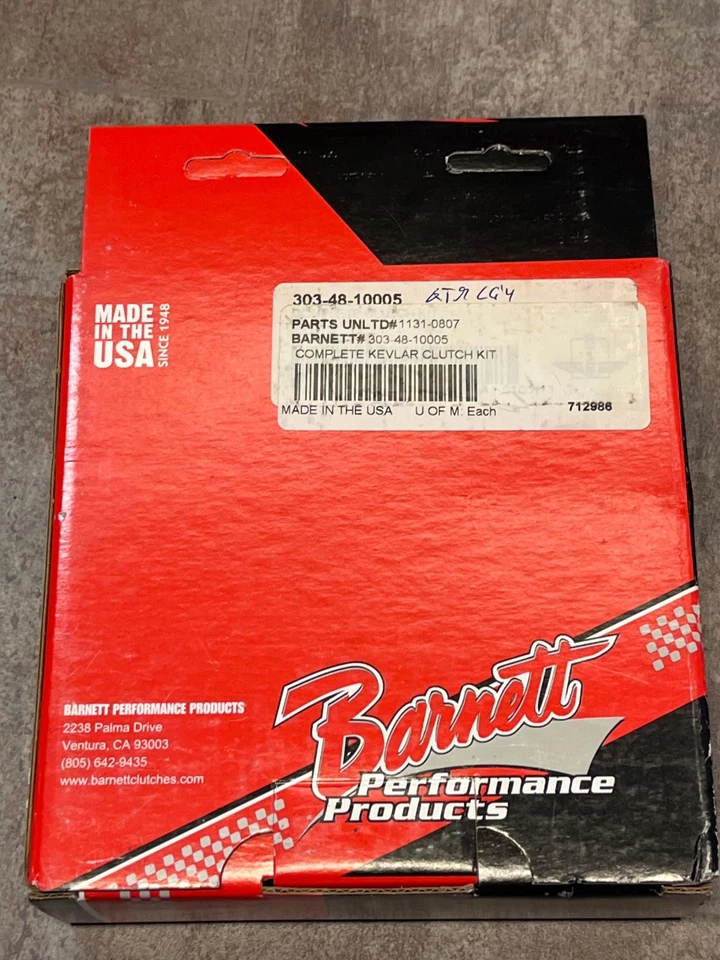 MADE
IN THE
USA
SINCE 1948
303-48-10005
PARTS UNLTD# 1131-0807
BARNETT# 303-48-10005
COMPLETE KEVLAR CLUTCH KIT
MADE IN THE USA U OF M: Each 712986
Barnett
Performance
Products
BARNETT PERFORMANCE PRODUCTS
2238 Palma Drive
Ventura, CA 93003
(805) 642-9435
www.barnettclutches.com